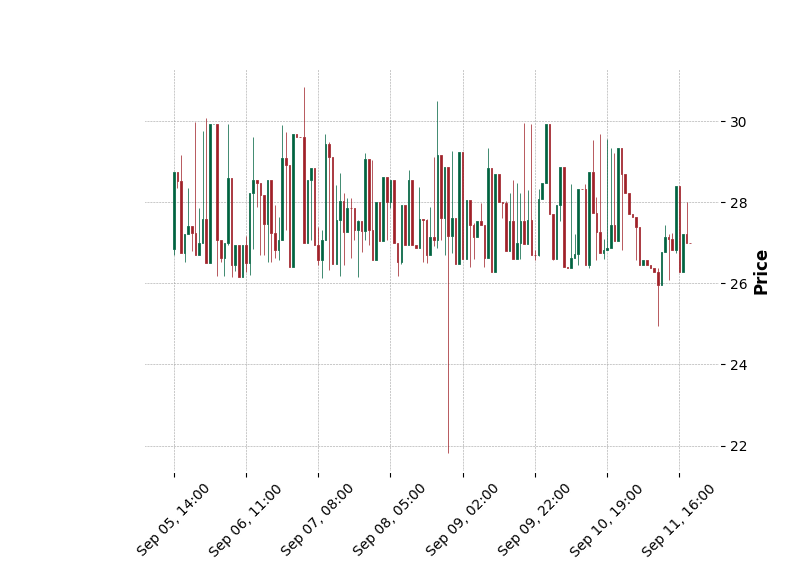 30
28
26
24
22
Price
Sep 05, 14:00
Sep 06, 11:00
Sep 07, 08:00
Sep 08, 05:00
Sep 09, 02:00
Sep 09, 22:00
Sep 10, 19:00
Sep 11, 16:00